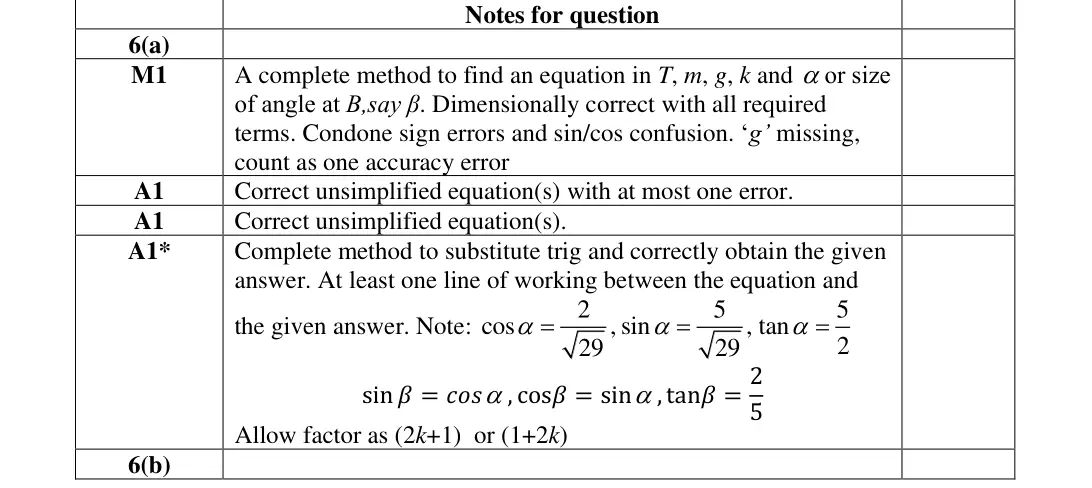 Notes for question
6(a)
M1 A complete method to find an equation in T, m, g, k and α or size
of angle at B,say β. Dimensionally correct with all required
terms. Condone sign errors and sin/cos confusion. ‘g’ missing,
count as one accuracy error
A1 Correct unsimplified equation(s) with at most one error.
A1 Correct unsimplified equation(s).
A1* Complete method to substitute trig and correctly obtain the given
answer. At least one line of working between the equation and
the given answer. Note: cos α = 2/√29 , sin α = 5/√29 , tan α = 5/2
sin β = cos α , cosβ = sin α , tanβ = 2/5
Allow factor as (2k+1) or (1+2k)
6(b)